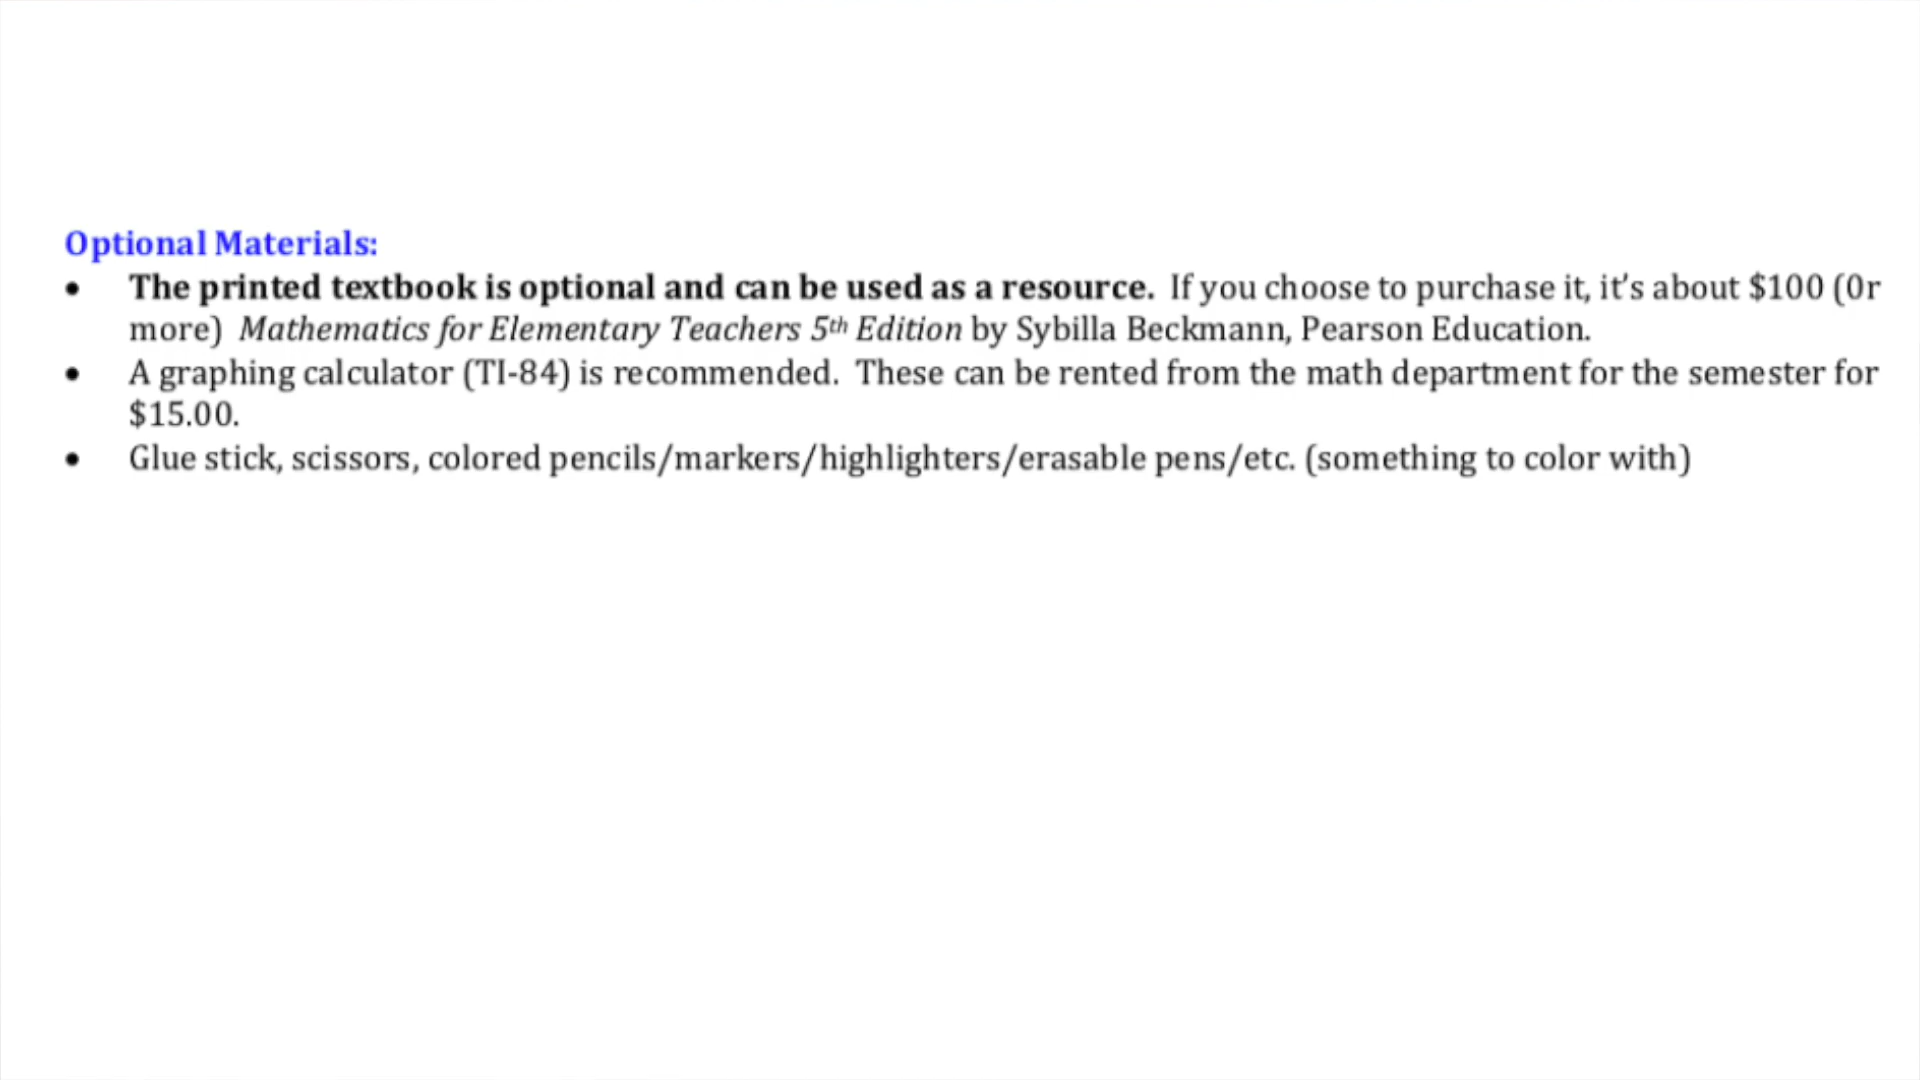 Optional Materials:
• The printed textbook is optional and can be used as a resource. If you choose to purchase it, it's about $100 (0r
more) Mathematics for Elementary Teachers 5th Edition by Sybilla Beckmann, Pearson Education.
• A graphing calculator (TI-84) is recommended. These can be rented from the math department for the semester for
$15.00.
• Glue stick, scissors, colored pencils/markers/highlighters/erasable pens/etc. (something to color with)